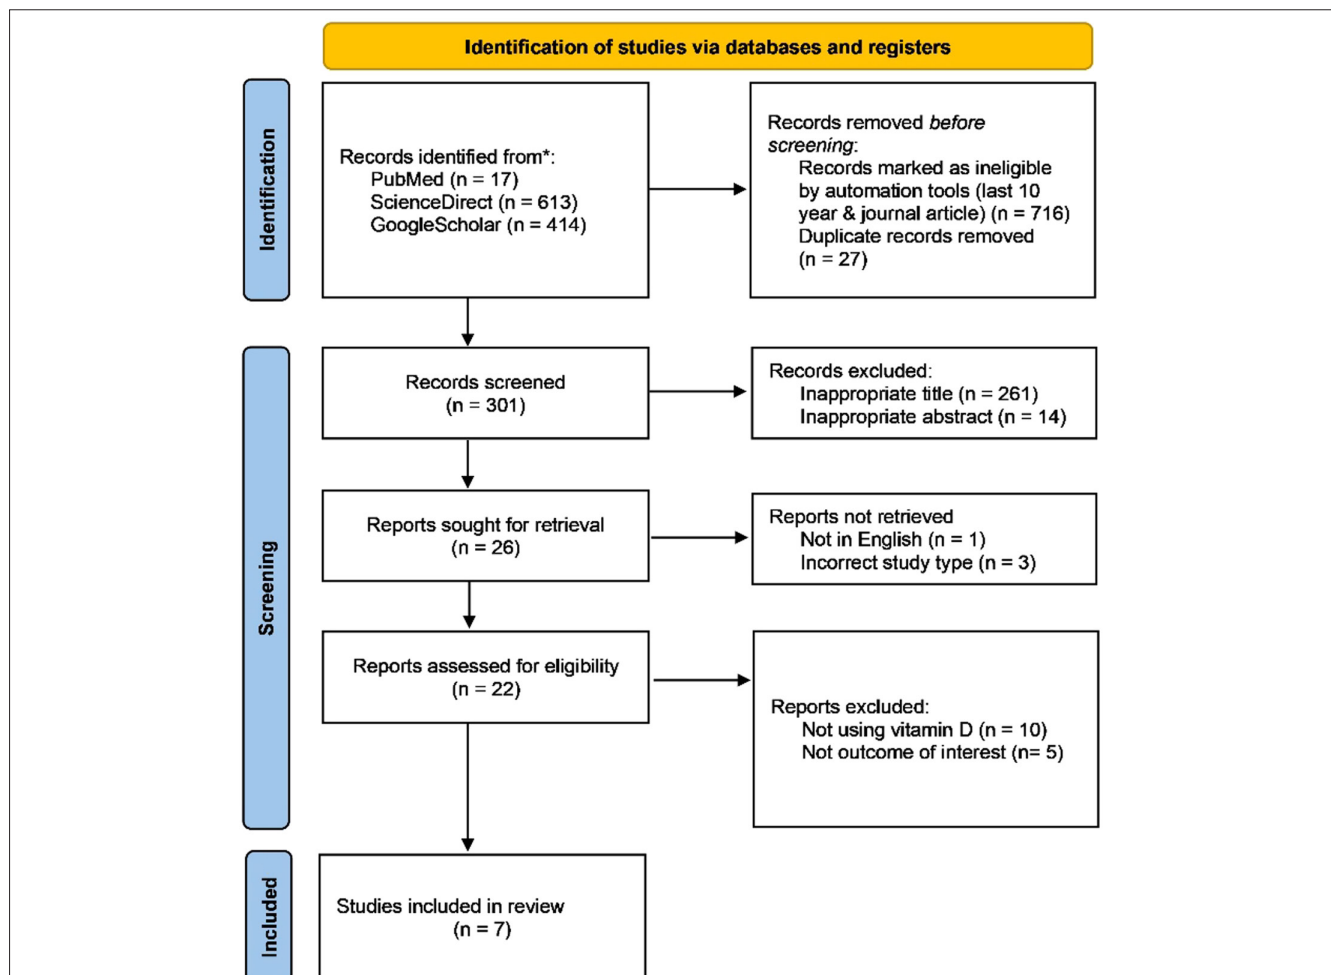 Identification of studies via databases and registers
Identification
Records identified from*:
PubMed (n = 17)
ScienceDirect (n = 613)
GoogleScholar (n = 414)
Records removed before
screening:
Records marked as ineligible
by automation tools (last 10
year & journal article) (n = 716)
Duplicate records removed
(n = 27)
Screening
Records screened
(n = 301)
Records excluded:
Inappropriate title (n = 261)
Inappropriate abstract (n = 14)
Reports sought for retrieval
(n = 26)
Reports not retrieved
Not in English (n = 1)
Incorrect study type (n = 3)
Reports assessed for eligibility
(n = 22)
Reports excluded:
Not using vitamin D (n = 10)
Not outcome of interest (n= 5)
Included
Studies included in review
(n = 7)